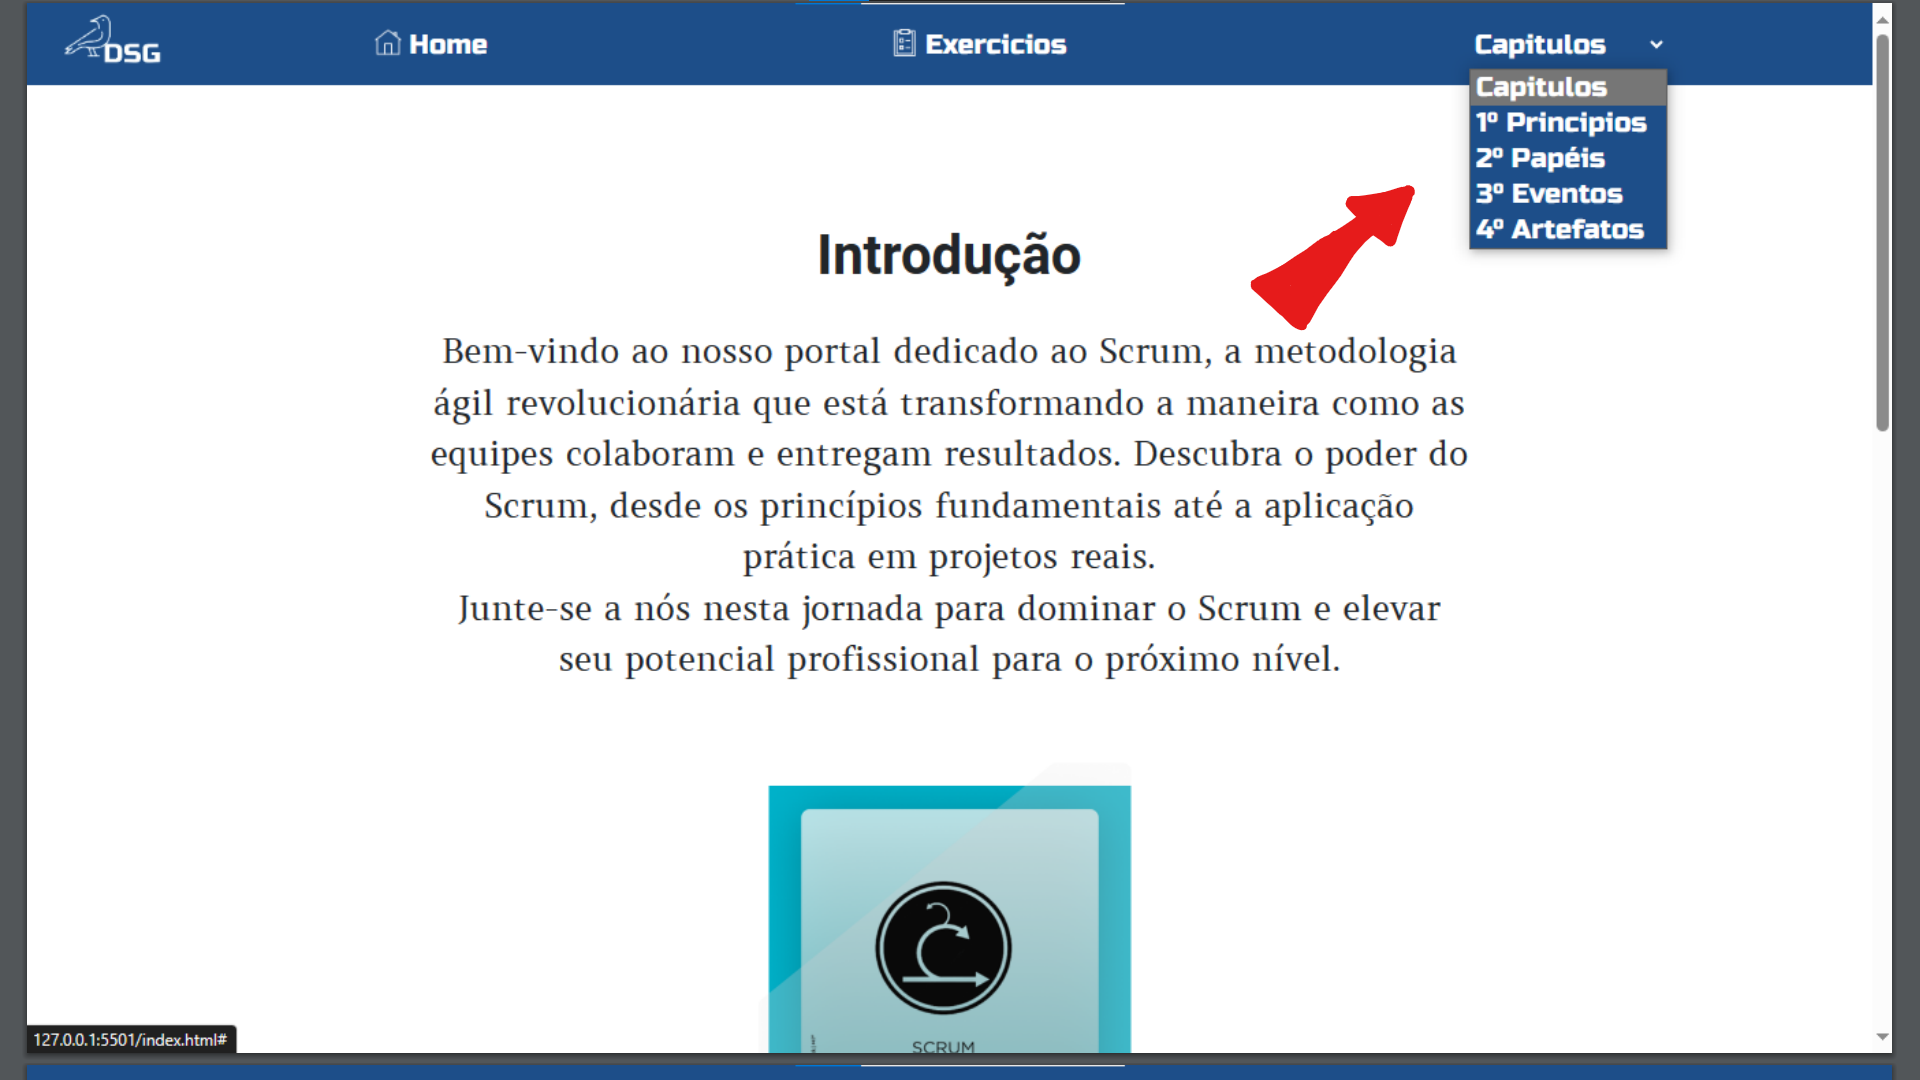 DSG
Home
Exercicios
Capitulos
Capitulos
1º Principios
2º Papéis
3º Eventos
4º Artefatos
Introdução
Bem-vindo ao nosso portal dedicado ao Scrum, a metodologia
ágil revolucionária que está transformando a maneira como as
equipes colaboram e entregam resultados. Descubra o poder do
Scrum, desde os princípios fundamentais até a aplicação
prática em projetos reais.
Junte-se a nós nesta jornada para dominar o Scrum e elevar
seu potencial profissional para o próximo nível.
SCRUM
127.0.0.1:5501/index.html#